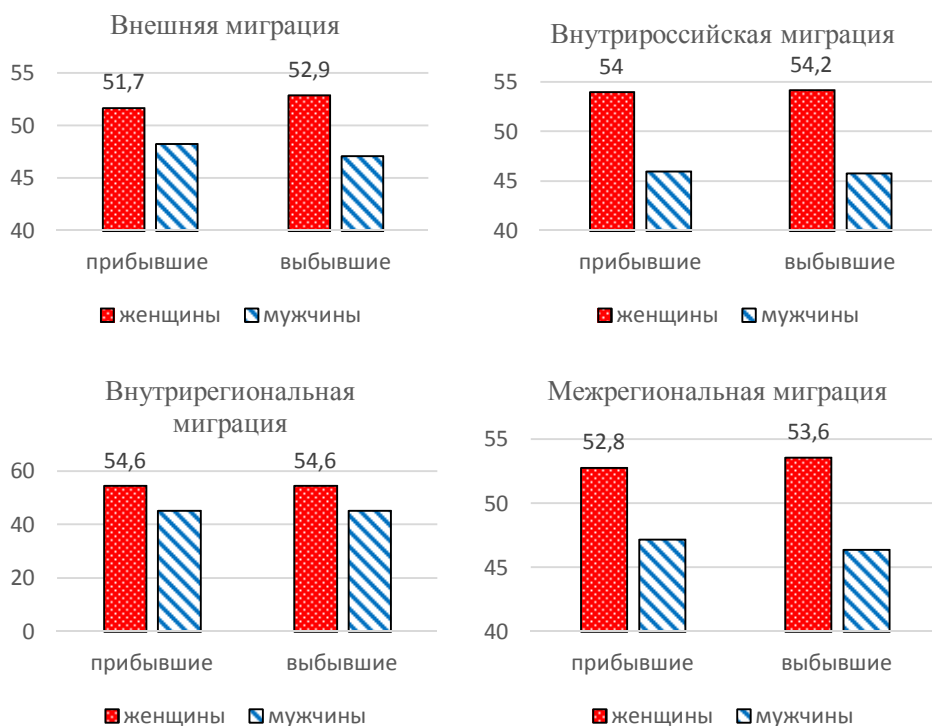 Внешняя миграция
55
50
45
40
51,7
52,9
прибывшие
выбывшие
женщины
мужчины
Внутрироссийская миграция
55
50
45
40
54
54,2
прибывшие
выбывшие
женщины
мужчины
Внутрирегиональная
миграция
60
40
20
0
54,6
54,6
прибывшие
выбывшие
женщины
мужчины
Межрегиональная миграция
55
50
45
40
52,8
53,6
прибывшие
выбывшие
женщины
мужчины